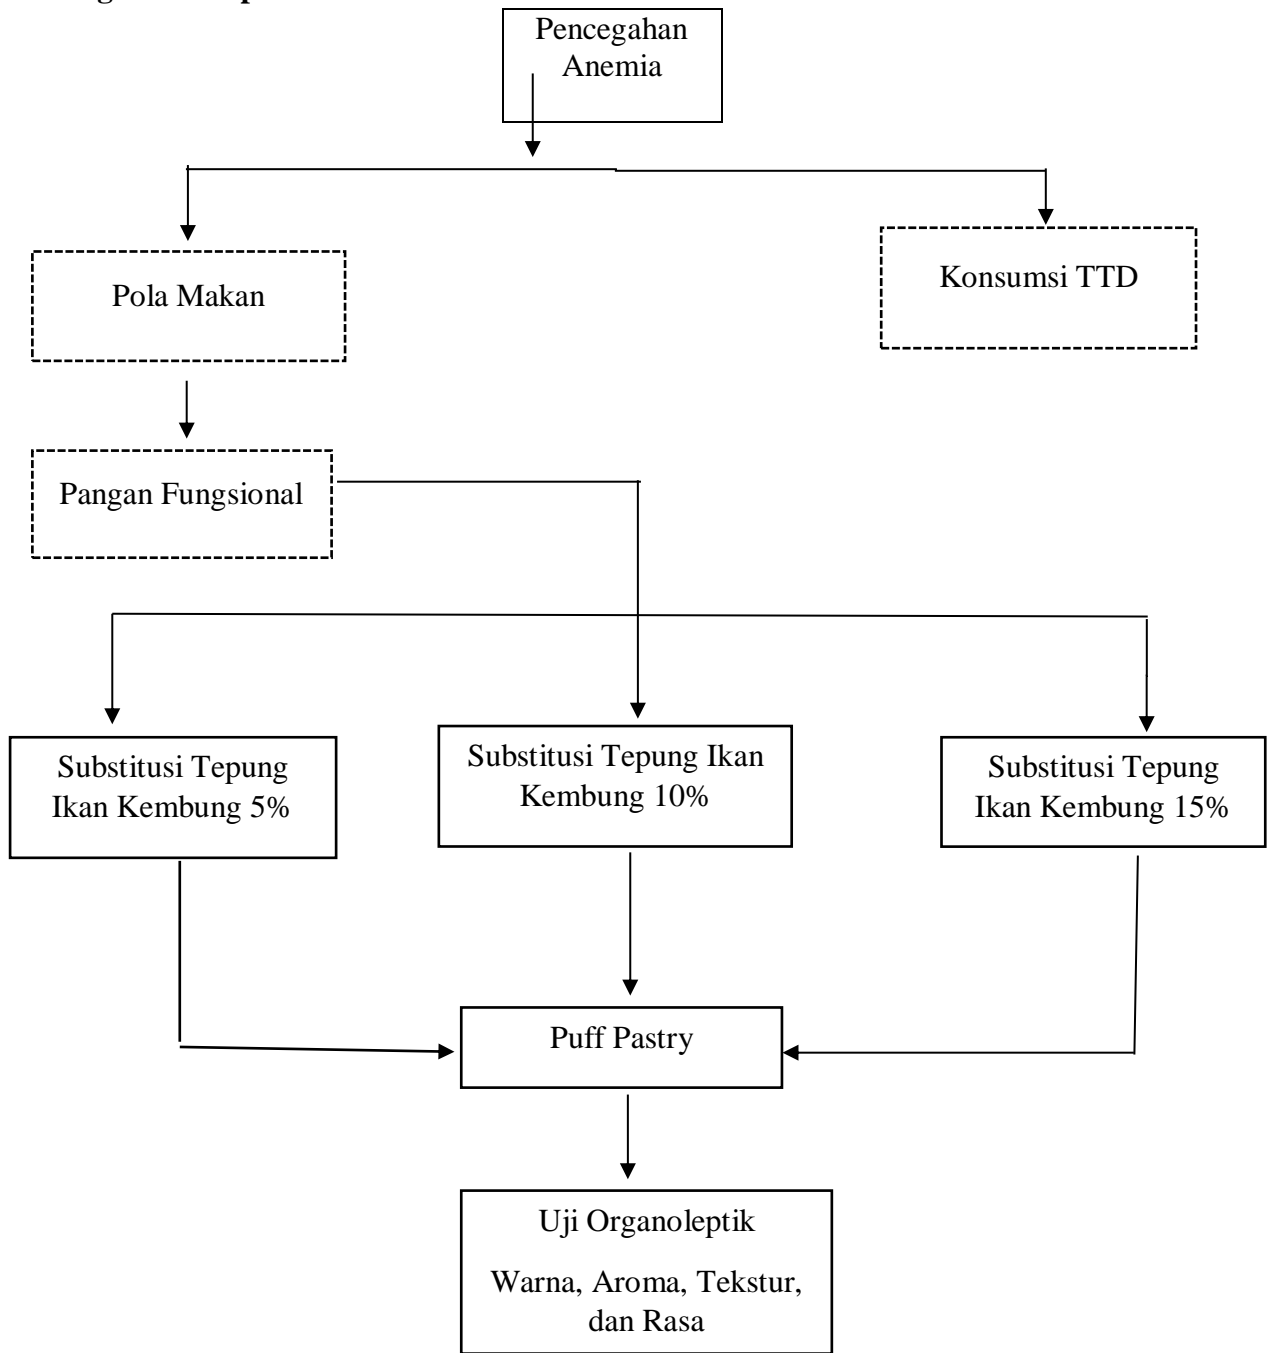 Pencegahan
Anemia
Pola Makan
Konsumsi TTD
Pangan Fungsional
Substitusi Tepung
Ikan Kembung 5%
Substitusi Tepung Ikan
Kembung 10%
Substitusi Tepung
Ikan Kembung 15%
Puff Pastry
Uji Organoleptik
Warna, Aroma, Tekstur,
dan Rasa